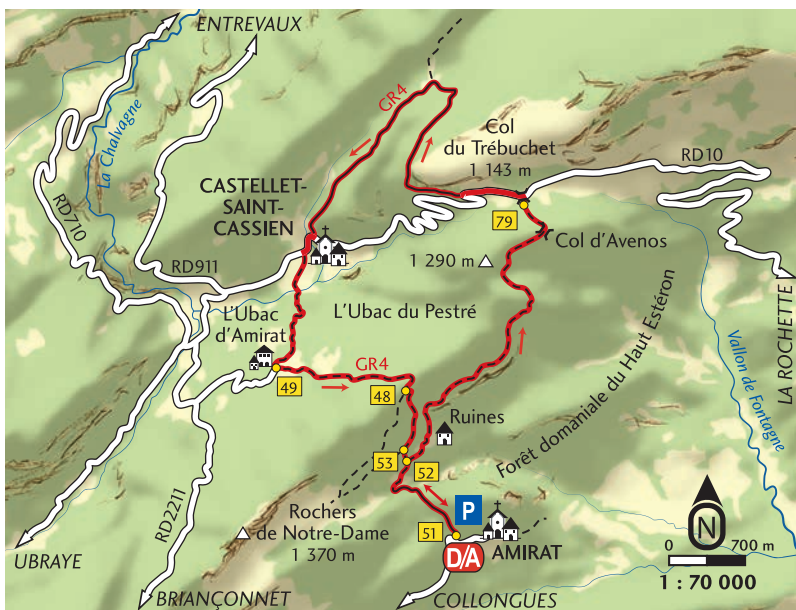 ENTREVAUX
La Chalvagne
GR4
Col
du Trébuchet
1 143 m
RD10
CASTELLET-
SAINT-
CASSIEN
RD710
79
Col d'Avenos
1 290 m
RD911
L'Ubac
d'Amirat
L'Ubac du Pestré
LA ROCHETTE
GR4
49
48
Forêt domaniale du Haut Estéron
Vallon de Fontagne
Ruines
53
52
RD2211
Rochers
de Notre-Dame
1 370 m
P
51
D/A
AMIRAT
N
0 700 m
1 : 70 000
UBRAYE
BRIANÇONNET
COLLONGUES